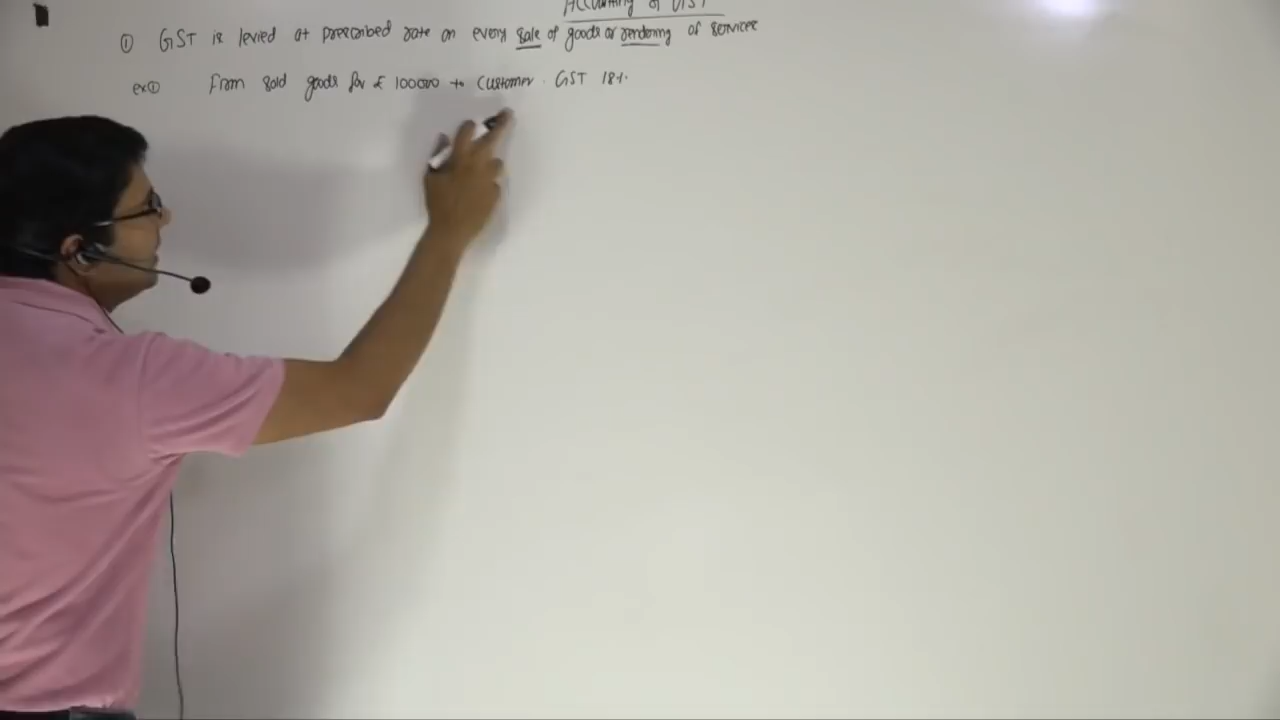 Accounting of GST
① GST is levied at prescribed rate on every sale of goods or rendering of services
ex① From sold goods for ₹ 100000 to Customer. GST 18%.